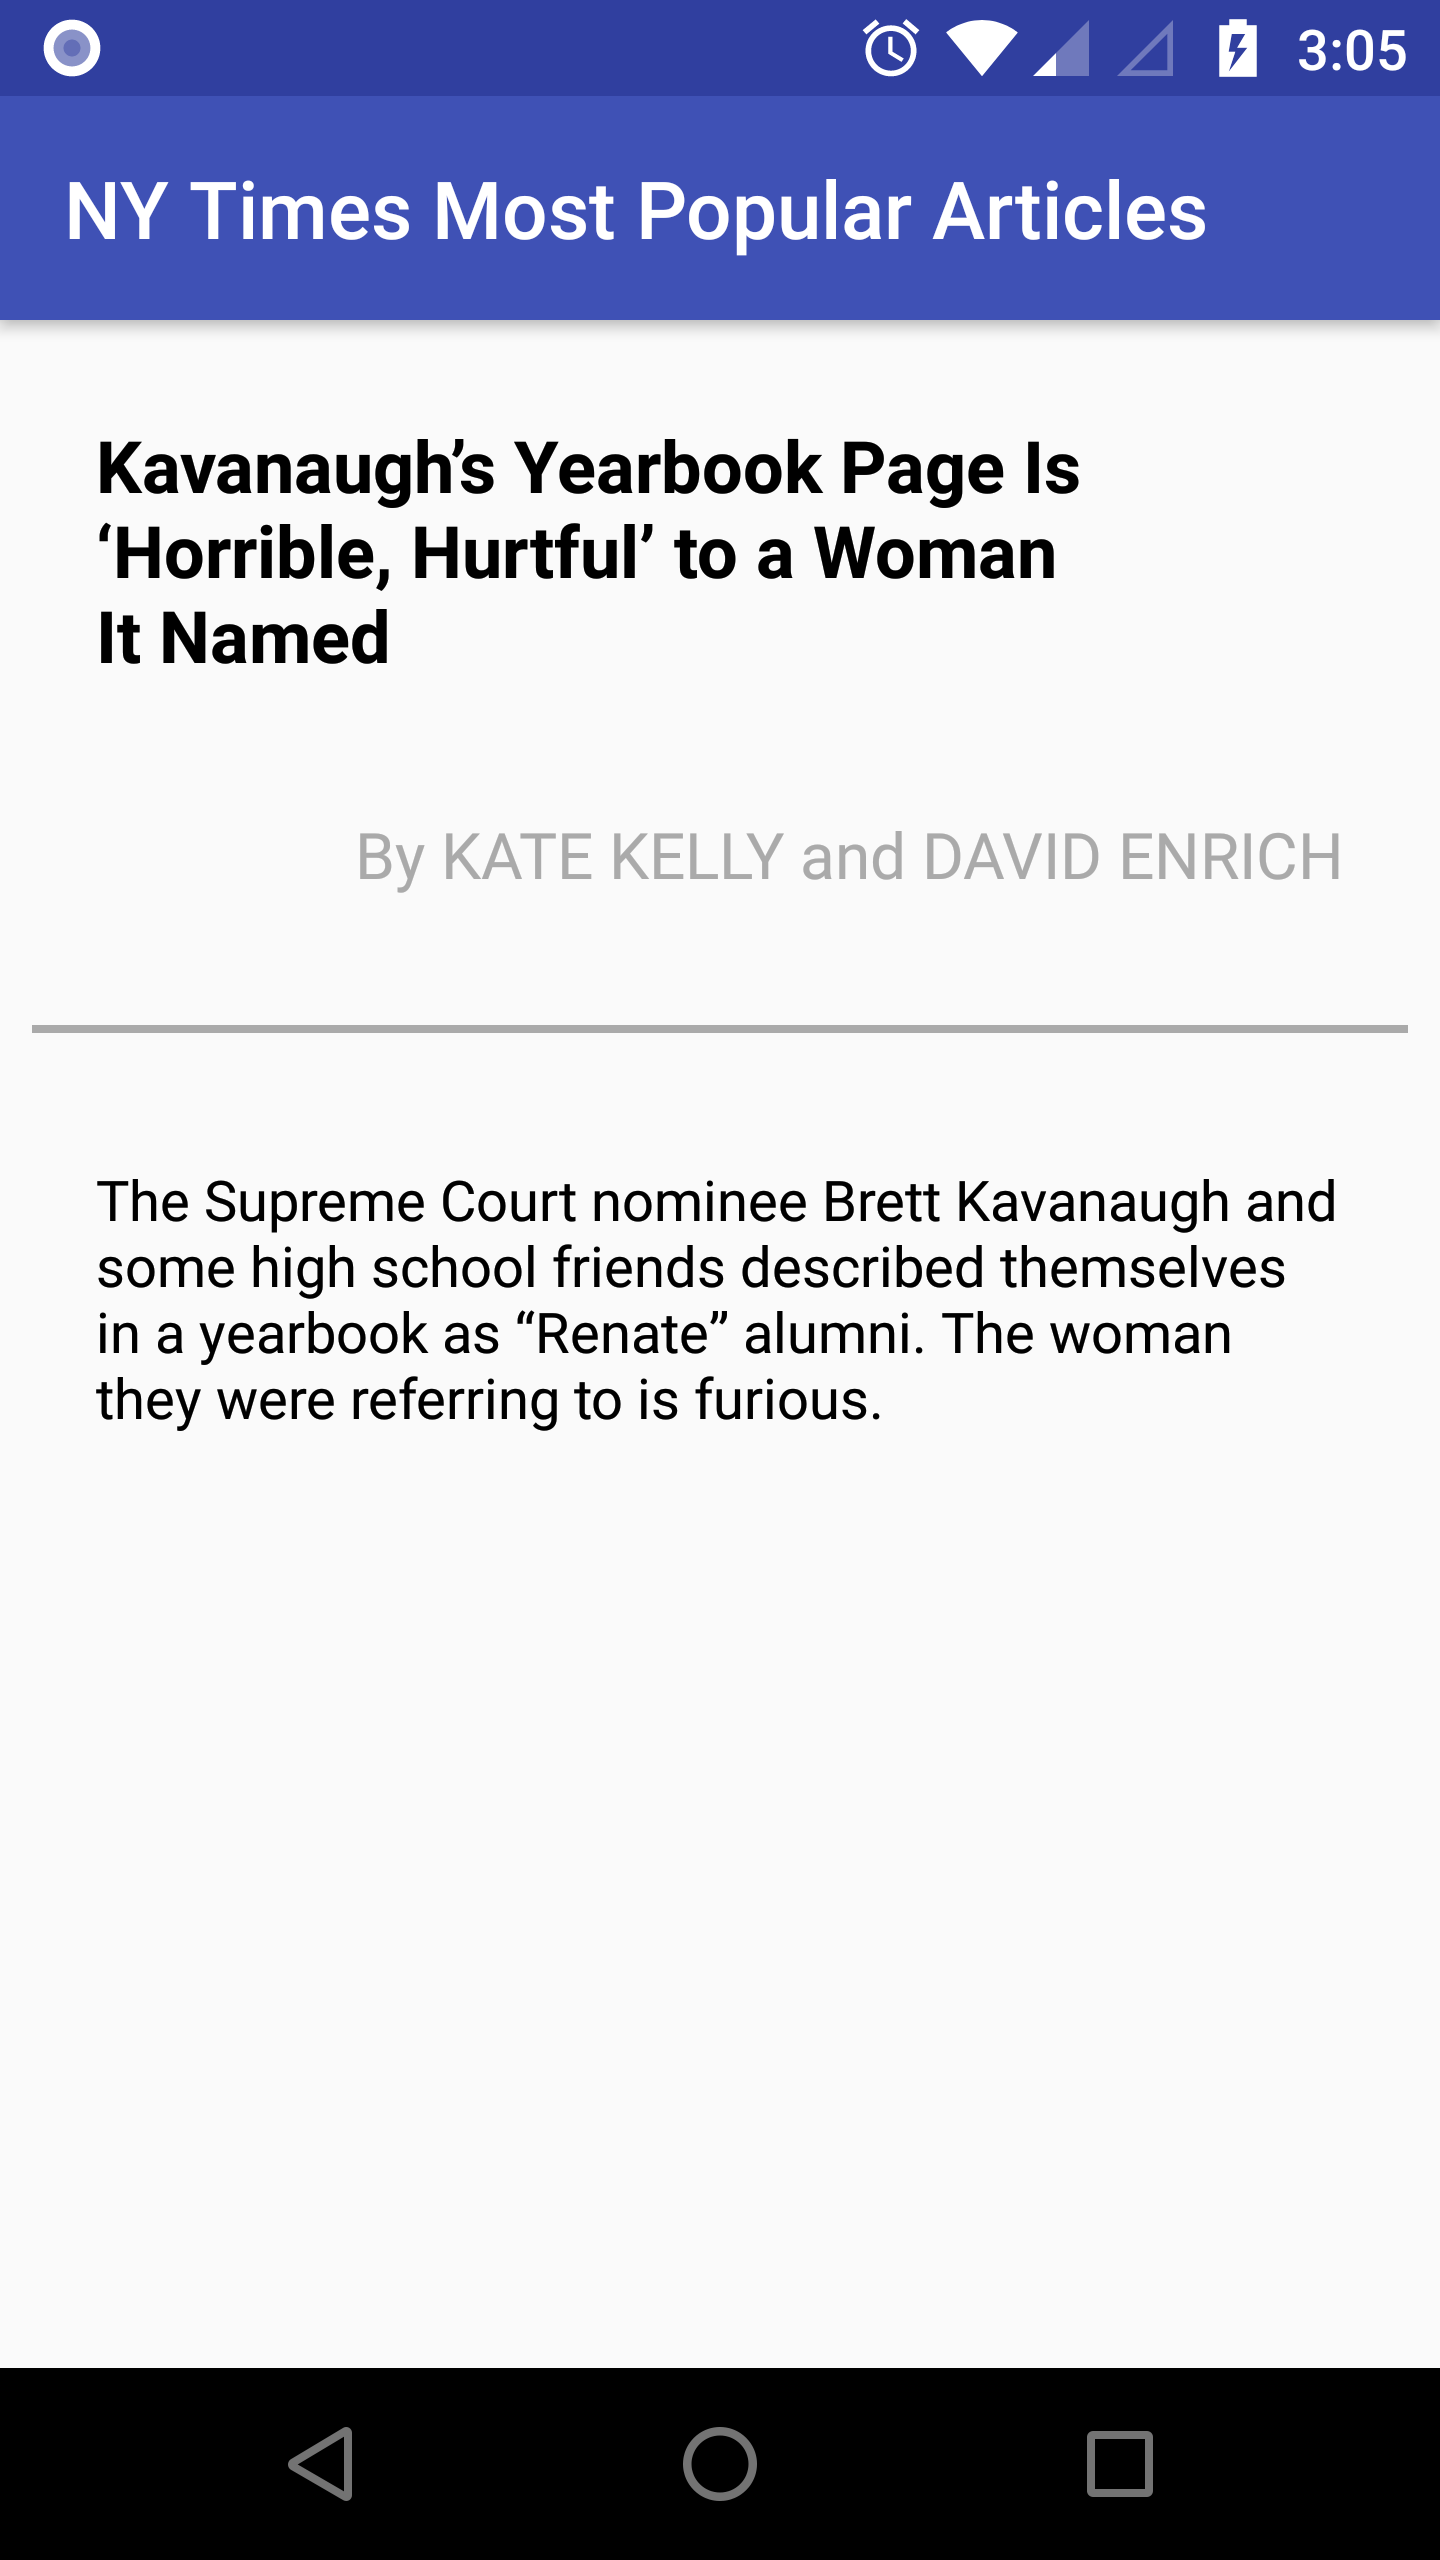 3:05
NY Times Most Popular Articles
Kavanaugh’s Yearbook Page Is
‘Horrible, Hurtful’ to a Woman
It Named
By KATE KELLY and DAVID ENRICH
The Supreme Court nominee Brett Kavanaugh and
some high school friends described themselves
in a yearbook as “Renate” alumni. The woman
they were referring to is furious.